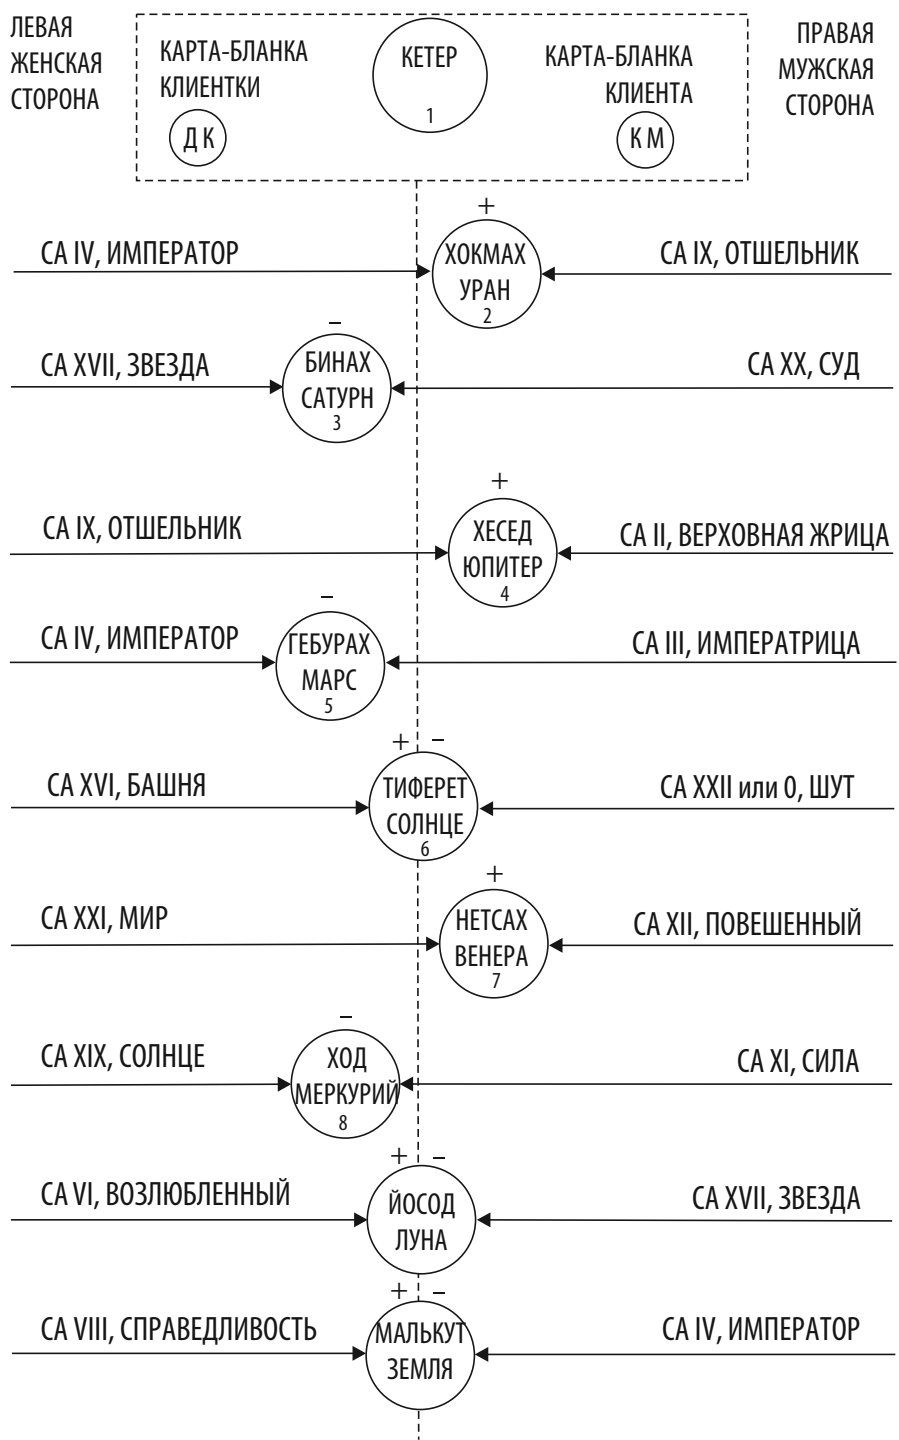 ЛЕВАЯ
ЖЕНСКАЯ
СТОРОНА
КАРТА-БЛАНКА
КЛИЕНТКИ
ДК
КЕТЕР
1
КАРТА-БЛАНКА
КЛИЕНТА
КМ
ПРАВАЯ
МУЖСКАЯ
СТОРОНА
СА IV, ИМПЕРАТОР
+
ХОКМАХ
УРАН
2
СА IX, ОТШЕЛЬНИК
СА XVII, ЗВЕЗДА
–
БИНАХ
САТУРН
3
СА XX, СУД
СА IX, ОТШЕЛЬНИК
+
ХЕСЕД
ЮПИТЕР
4
СА II, ВЕРХОВНАЯ ЖРИЦА
СА IV, ИМПЕРАТОР
–
ГЕБУРАХ
МАРС
5
СА III, ИМПЕРАТРИЦА
СА XVI, БАШНЯ
+ –
ТИФЕРЕТ
СОЛНЦЕ
6
СА XXII или 0, ШУТ
СА XXI, МИР
+
НЕТСАХ
ВЕНЕРА
7
СА XII, ПОВЕШЕННЫЙ
СА XIX, СОЛНЦЕ
–
ХОД
МЕРКУРИЙ
8
СА XI, СИЛА
СА VI, ВОЗЛЮБЛЕННЫЙ
+ –
ЙОСОД
ЛУНА
СА XVII, ЗВЕЗДА
СА VIII, СПРАВЕДЛИВОСТЬ
+ –
МАЛЬКУТ
ЗЕМЛЯ
СА IV, ИМПЕРАТОР